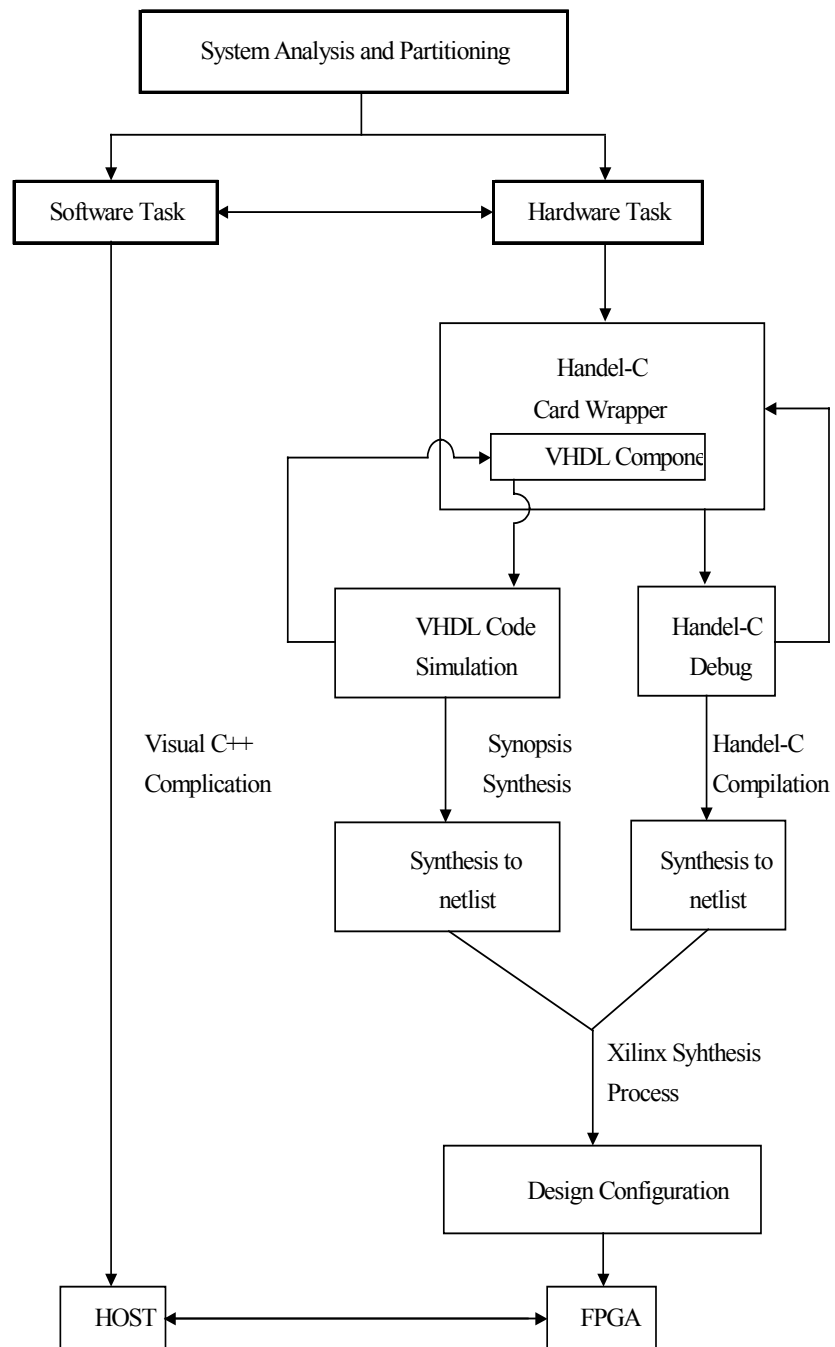 System Analysis and Partitioning
Software Task
Hardware Task
Handel-C
Card Wrapper
VHDL Compone
VHDL Code
Simulation
Handel-C
Debug
Visual C++
Complication
Synopsis
Synthesis
Handel-C
Compilation
Synthesis to
netlist
Synthesis to
netlist
Xilinx Syhthesis
Process
Design Configuration
HOST
FPGA